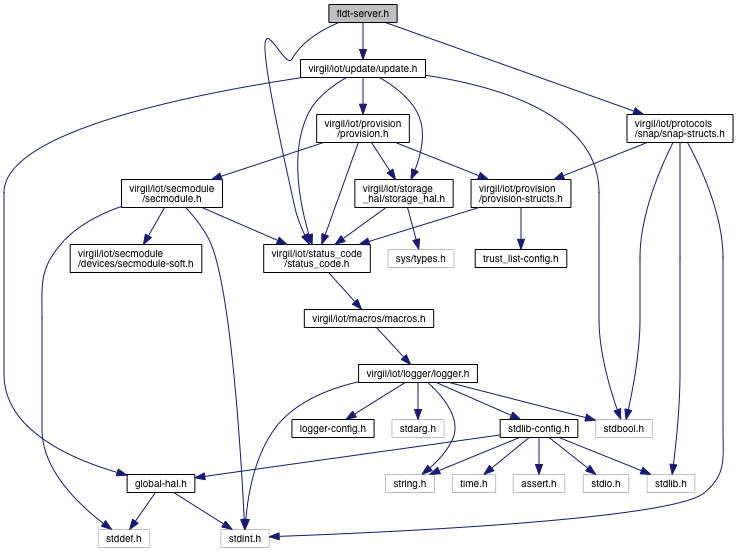 fldt-server.h
virgil/iot/update/update.h
virgil/iot/provision
/provision.h
virgil/iot/protocols
/snap/snap-structs.h
virgil/iot/secmodule
/secmodule.h
virgil/iot/storage
_hal/storage_hal.h
virgil/iot/provision
/provision-structs.h
virgil/iot/secmodule
/devices/secmodule-soft.h
virgil/iot/status_code
/status_code.h
sys/types.h
trust_list-config.h
virgil/iot/macros/macros.h
virgil/iot/logger/logger.h
logger-config.h
stdarg.h
stdlib-config.h
stdbool.h
global-hal.h
string.h
time.h
assert.h
stdio.h
stdlib.h
stddef.h
stdint.h